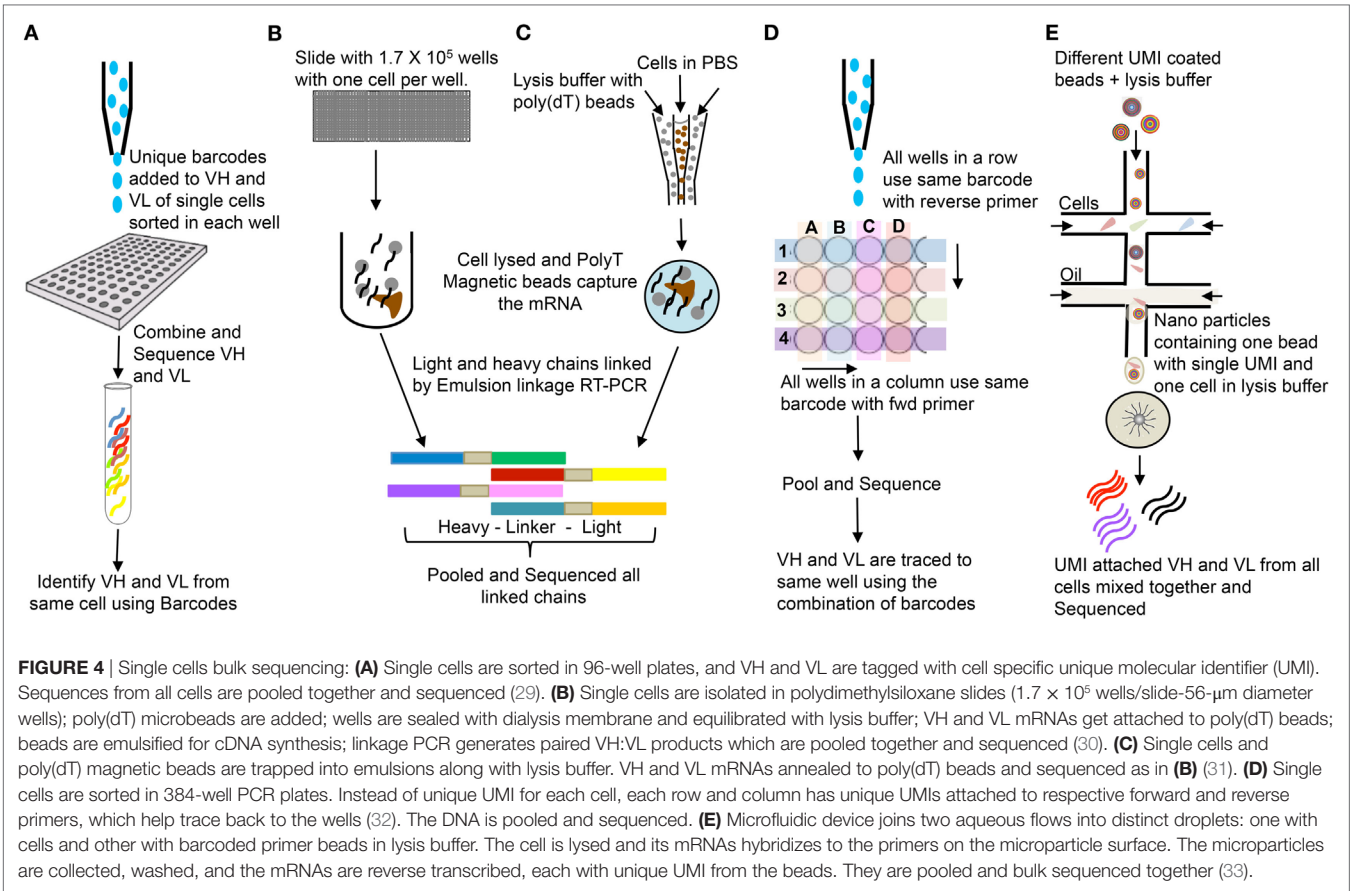 A
Unique barcodes
added to VH and
VL of single cells
sorted in each well
Combine and
Sequence VH
and VL
Identify VH and VL from
same cell using Barcodes
B
Slide with 1.7 X 10⁵ wells
with one cell per well.
C
Cells in PBS
Lysis buffer with
poly(dT) beads
Cell lysed and PolyT
Magnetic beads capture
the mRNA
Light and heavy chains linked
by Emulsion linkage RT-PCR
Heavy - Linker - Light
Pooled and Sequenced all
linked chains
D
All wells in a row
use same barcode
with reverse primer
A B C D
1
2
3
4
All wells in a column use same
barcode with fwd primer
Pool and Sequence
VH and VL are traced to
same well using the
combination of barcodes
E
Different UMI coated
beads + lysis buffer
Cells
Oil
Nano particles
containing one bead
with single UMI and
one cell in lysis buffer
UMI attached VH and VL from all
cells mixed together and
Sequenced
FIGURE 4 | Single cells bulk sequencing: (A) Single cells are sorted in 96-well plates, and VH and VL are tagged with cell specific unique molecular identifier (UMI).
Sequences from all cells are pooled together and sequenced (29). (B) Single cells are isolated in polydimethylsiloxane slides (1.7 × 10⁵ wells/slide-56-μm diameter
wells); poly(dT) microbeads are added; wells are sealed with dialysis membrane and equilibrated with lysis buffer; VH and VL mRNAs get attached to poly(dT) beads;
beads are emulsified for cDNA synthesis; linkage PCR generates paired VH:VL products which are pooled together and sequenced (30). (C) Single cells and
poly(dT) magnetic beads are trapped into emulsions along with lysis buffer. VH and VL mRNAs annealed to poly(dT) beads and sequenced as in (B) (31). (D) Single
cells are sorted in 384-well PCR plates. Instead of unique UMI for each cell, each row and column has unique UMIs attached to respective forward and reverse
primers, which help trace back to the wells (32). The DNA is pooled and sequenced. (E) Microfluidic device joins two aqueous flows into distinct droplets: one with
cells and other with barcoded primer beads in lysis buffer. The cell is lysed and its mRNAs hybridizes to the primers on the microparticle surface. The microparticles
are collected, washed, and the mRNAs are reverse transcribed, each with unique UMI from the beads. They are pooled and bulk sequenced together (33).